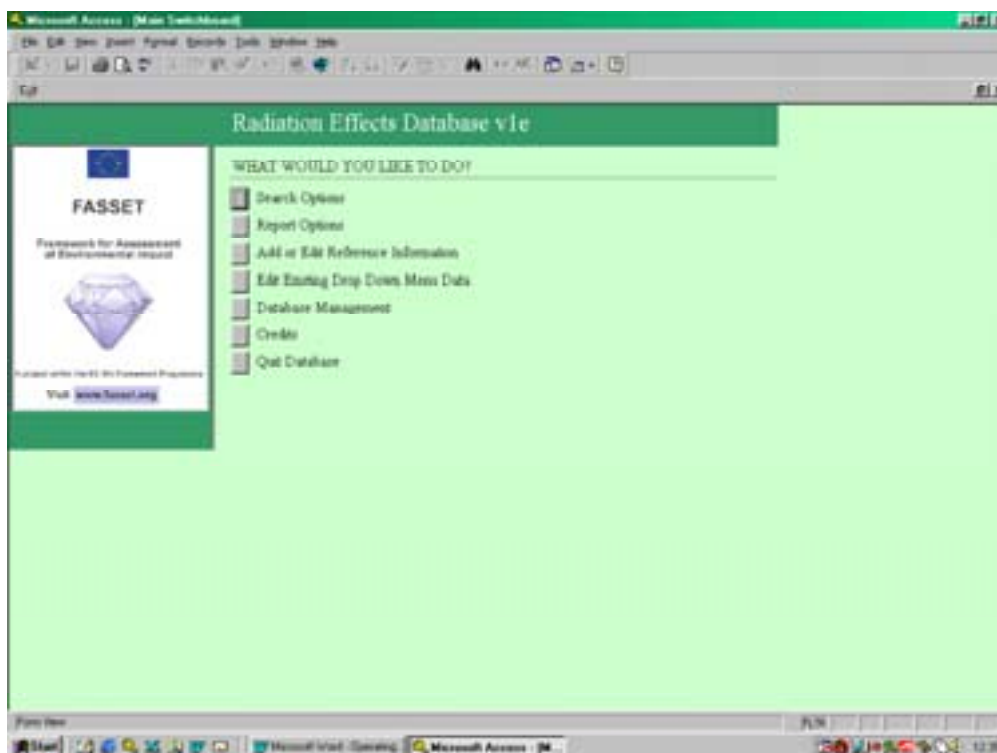 Microsoft Access - [Main Switchboard]
File Edit View Insert Format Records Tools Window Help
Exit
Radiation Effects Database v1e
FASSET
Framework for Assessment
of Environmental Impact
Visit www.fasset.org
WHAT WOULD YOU LIKE TO DO?
Search Options
Report Options
Add or Edit Reference Information
Edit Existing Drop Down Menu Data
Database Management
Credits
Quit Database
Form View
Start
Microsoft Word
Microsoft Access - [M...